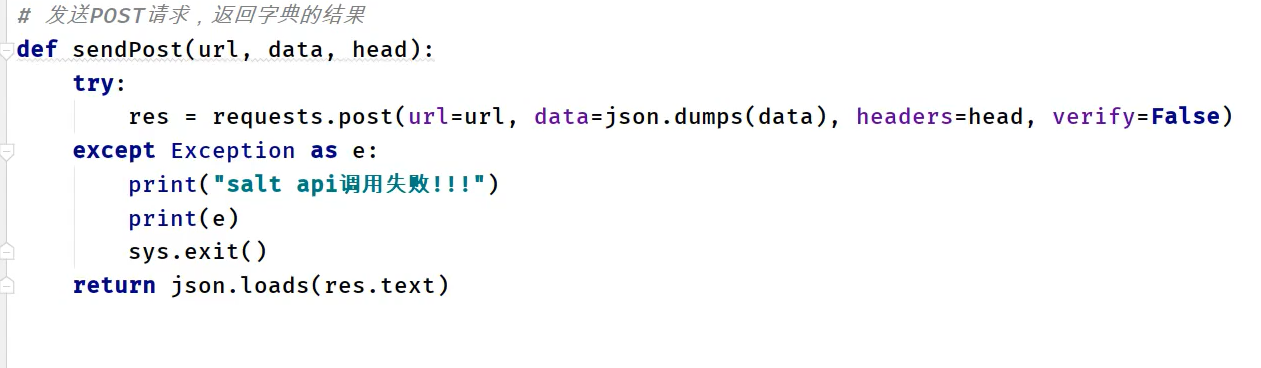 # 发送POST请求，返回字典的结果
def sendPost(url, data, head):
    try:
        res = requests.post(url=url, data=json.dumps(data), headers=head, verify=False)
    except Exception as e:
        print("salt api调用失败!!!")
        print(e)
        sys.exit()
    return json.loads(res.text)